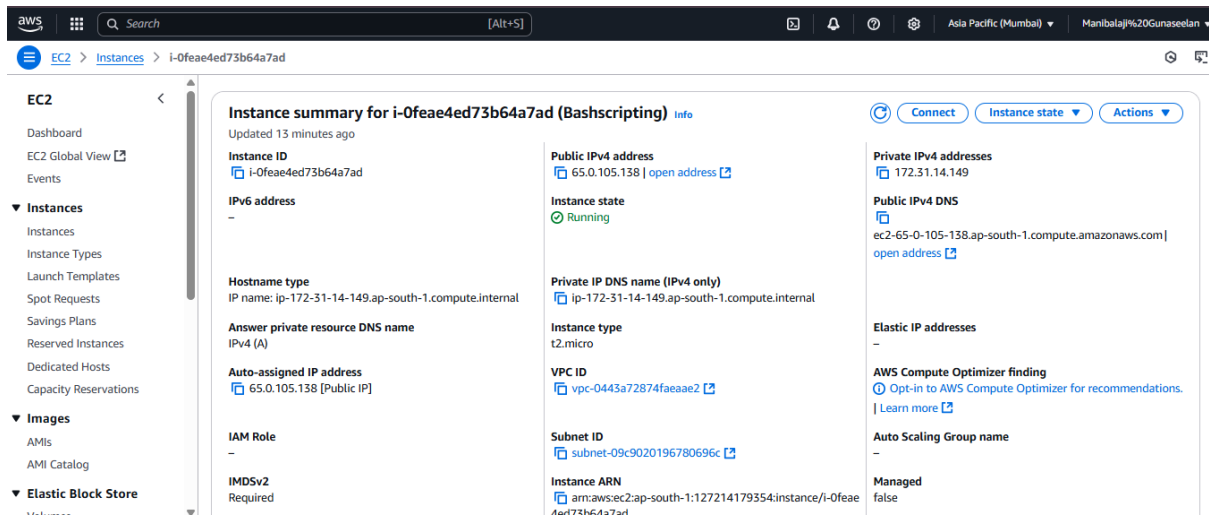 aws
Search [Alt+S]
Asia Pacific (Mumbai)
Manibalaji%20Gunaseelan
EC2 > Instances > i-0feae4ed73b64a7ad
EC2
Dashboard
EC2 Global View
Events
Instances
Instances
Instance Types
Launch Templates
Spot Requests
Savings Plans
Reserved Instances
Dedicated Hosts
Capacity Reservations
Images
AMIs
AMI Catalog
Elastic Block Store
Volumes
Instance summary for i-0feae4ed73b64a7ad (Bashscripting) Info
Updated 13 minutes ago
Connect
Instance state
Actions
Instance ID
i-0feae4ed73b64a7ad
Public IPv4 address
65.0.105.138 | open address
Private IPv4 addresses
172.31.14.149
IPv6 address
–
Instance state
Running
Public IPv4 DNS
ec2-65-0-105-138.ap-south-1.compute.amazonaws.com |
open address
Hostname type
IP name: ip-172-31-14-149.ap-south-1.compute.internal
Private IP DNS name (IPv4 only)
ip-172-31-14-149.ap-south-1.compute.internal
Answer private resource DNS name
IPv4 (A)
Instance type
t2.micro
Elastic IP addresses
–
Auto-assigned IP address
65.0.105.138 [Public IP]
VPC ID
vpc-0443a72874faeaae2
AWS Compute Optimizer finding
Opt-in to AWS Compute Optimizer for recommendations.
| Learn more
IAM Role
–
Subnet ID
subnet-09c9020196780696c
Auto Scaling Group name
–
IMDSv2
Required
Instance ARN
arn:aws:ec2:ap-south-1:127214179354:instance/i-0feae
4ed73b64a7ad
Managed
false